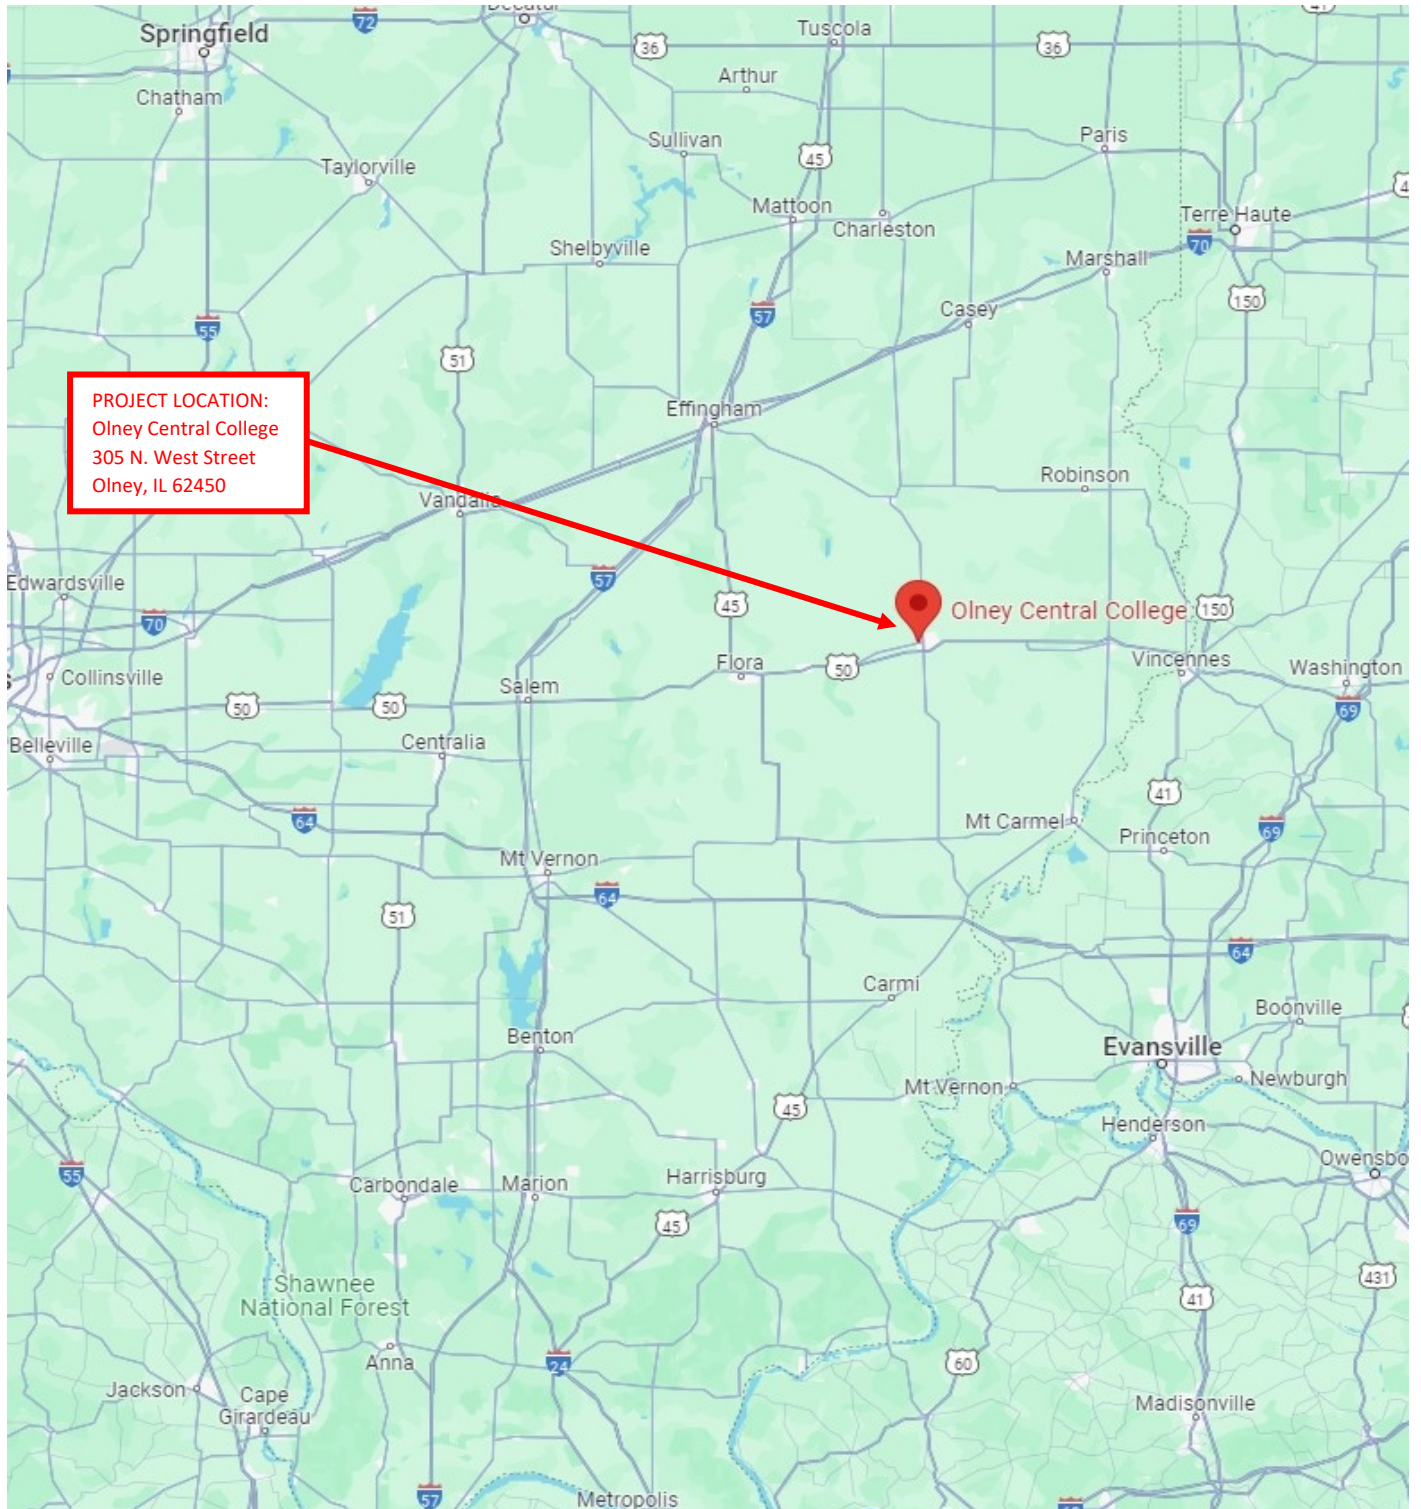 Decatur
72
Springfield
Tuscola
41
36
36
Arthur
Chatham
Paris
Sullivan
45
Taylorville
Mattoon
Terre Haute
Charleston
70
Shelbyville
Marshall
150
Casey
57
55
51
PROJECT LOCATION:
Olney Central College
305 N. West Street
Olney, IL 62450
Effingham
Robinson
Vandalia
57
Edwardsville
45
Olney Central College
150
70
Flora
50
Vincennes
Washington
Collinsville
Salem
50
50
69
Belleville
Centralia
41
64
Mt Carmel
69
Princeton
Mt Vernon
64
51
64
Carmi
Boonville
Benton
Evansville
Mt Vernon
Newburgh
45
Henderson
Owensbo
55
Carbondale
Marion
Harrisburg
45
69
Shawnee
National Forest
431
41
Anna
24
60
Jackson
Cape
Girardeau
Madisonville
57
Metropolis